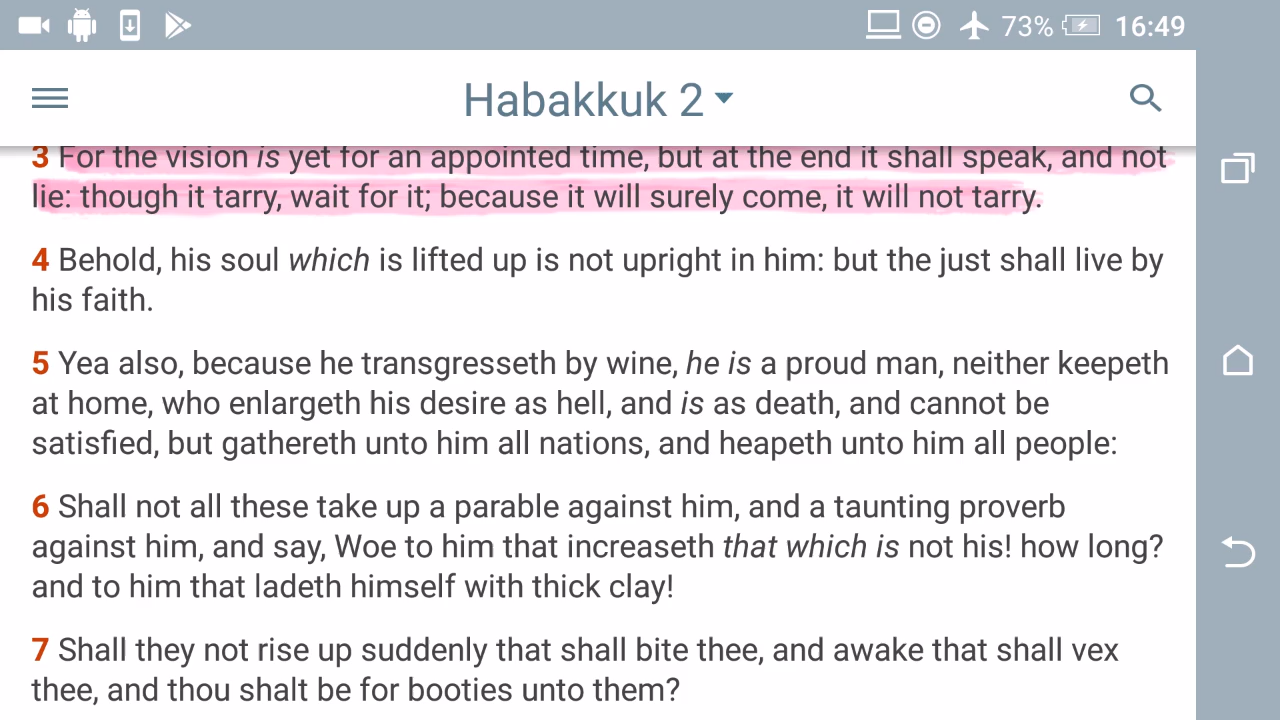 73% 16:49
Habakkuk 2
3 For the vision is yet for an appointed time, but at the end it shall speak, and not
lie: though it tarry, wait for it; because it will surely come, it will not tarry.
4 Behold, his soul which is lifted up is not upright in him: but the just shall live by
his faith.
5 Yea also, because he transgresseth by wine, he is a proud man, neither keepeth
at home, who enlargeth his desire as hell, and is as death, and cannot be
satisfied, but gathereth unto him all nations, and heapeth unto him all people:
6 Shall not all these take up a parable against him, and a taunting proverb
against him, and say, Woe to him that increaseth that which is not his! how long?
and to him that ladeth himself with thick clay!
7 Shall they not rise up suddenly that shall bite thee, and awake that shall vex
thee, and thou shalt be for booties unto them?